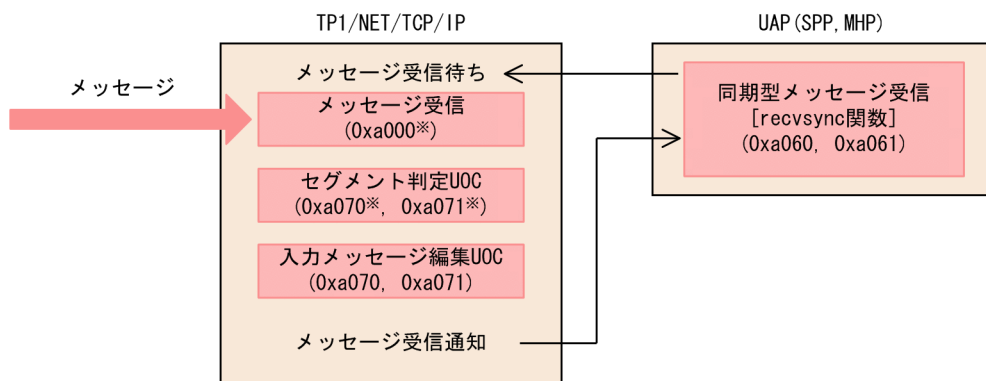 TP1/NET/TCP/IP
UAP(SPP,MHP)
メッセージ
メッセージ受信待ち
メッセージ受信
(0xa000※)
セグメント判定UOC
(0xa070※, 0xa071※)
入力メッセージ編集UOC
(0xa070, 0xa071)
メッセージ受信通知
同期型メッセージ受信
[recvsync関数]
(0xa060, 0xa061)